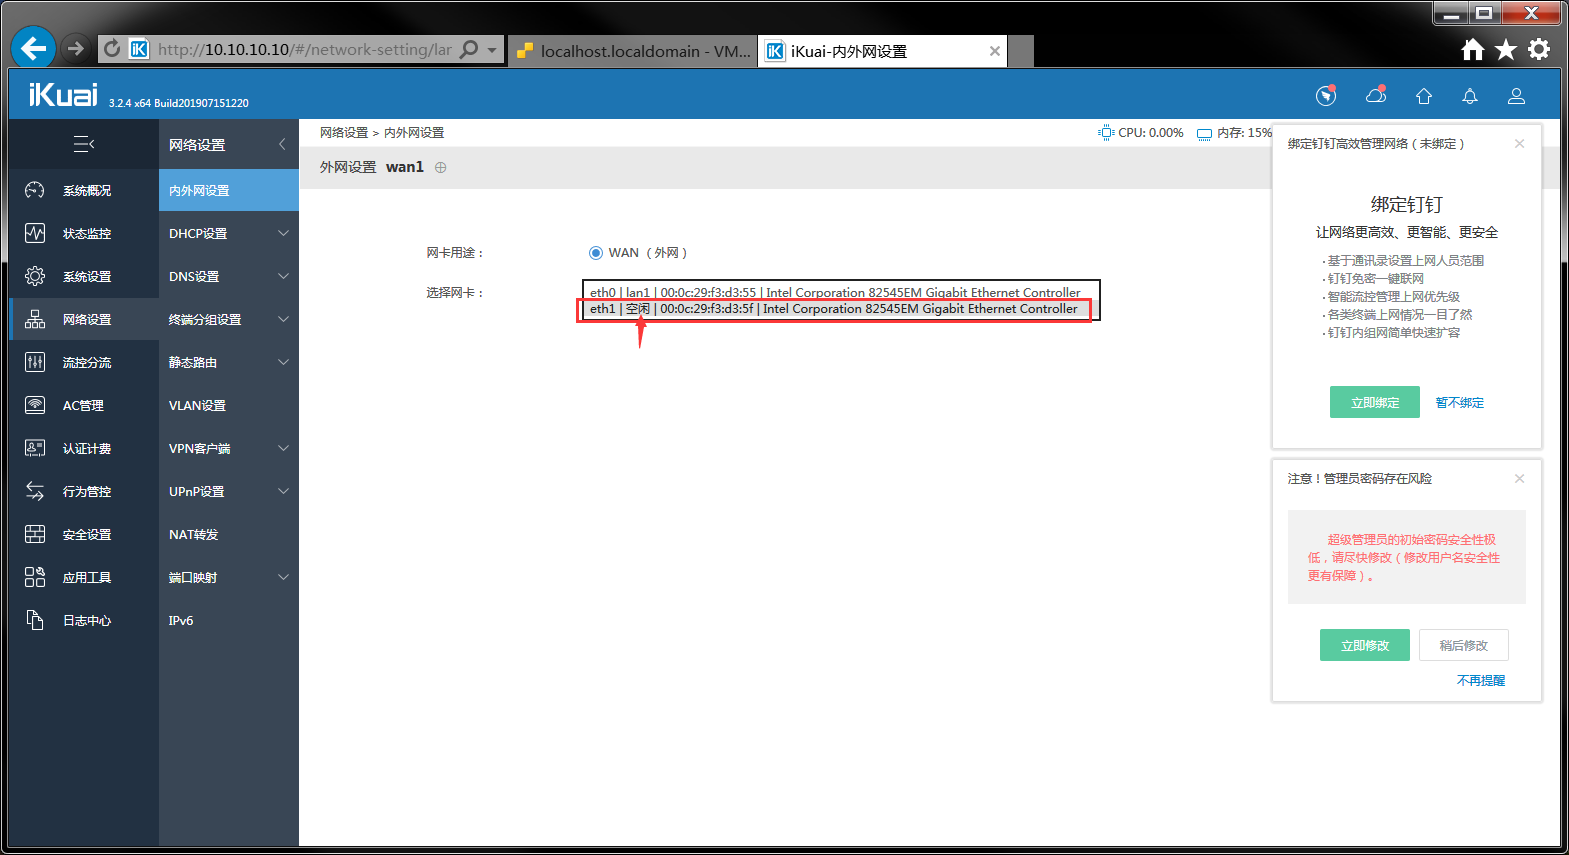 http://10.10.10.10/#/network-setting/lar
localhost.localdomain - VM...
iKuai-内外网设置
iKuai 3.2.4 x64 Build201907151220
网络设置
网络设置 > 内外网设置
CPU: 0.00%
内存: 15%
外网设置 wan1
系统概况
状态监控
系统设置
网络设置
流控分流
AC管理
认证计费
行为管控
安全设置
应用工具
日志中心
内外网设置
DHCP设置
DNS设置
终端分组设置
静态路由
VLAN设置
VPN客户端
UPnP设置
NAT转发
端口映射
IPv6
网卡用途：
WAN（外网）
选择网卡：
eth0 | lan1 | 00:0c:29:f3:d3:55 | Intel Corporation 82545EM Gigabit Ethernet Controller
eth1 | 空闲 | 00:0c:29:f3:d3:5f | Intel Corporation 82545EM Gigabit Ethernet Controller
绑定钉钉高效管理网络（未绑定）
绑定钉钉
让网络更高效、更智能、更安全
·基于通讯录设置上网人员范围
·钉钉免密一键联网
·智能流控管理上网优先级
·各类终端上网情况一目了然
·钉钉内组网简单快速扩容
立即绑定
暂不绑定
注意！管理员密码存在风险
超级管理员的初始密码安全性极
低，请尽快修改（修改用户名安全性
更有保障）。
立即修改
稍后修改
不再提醒